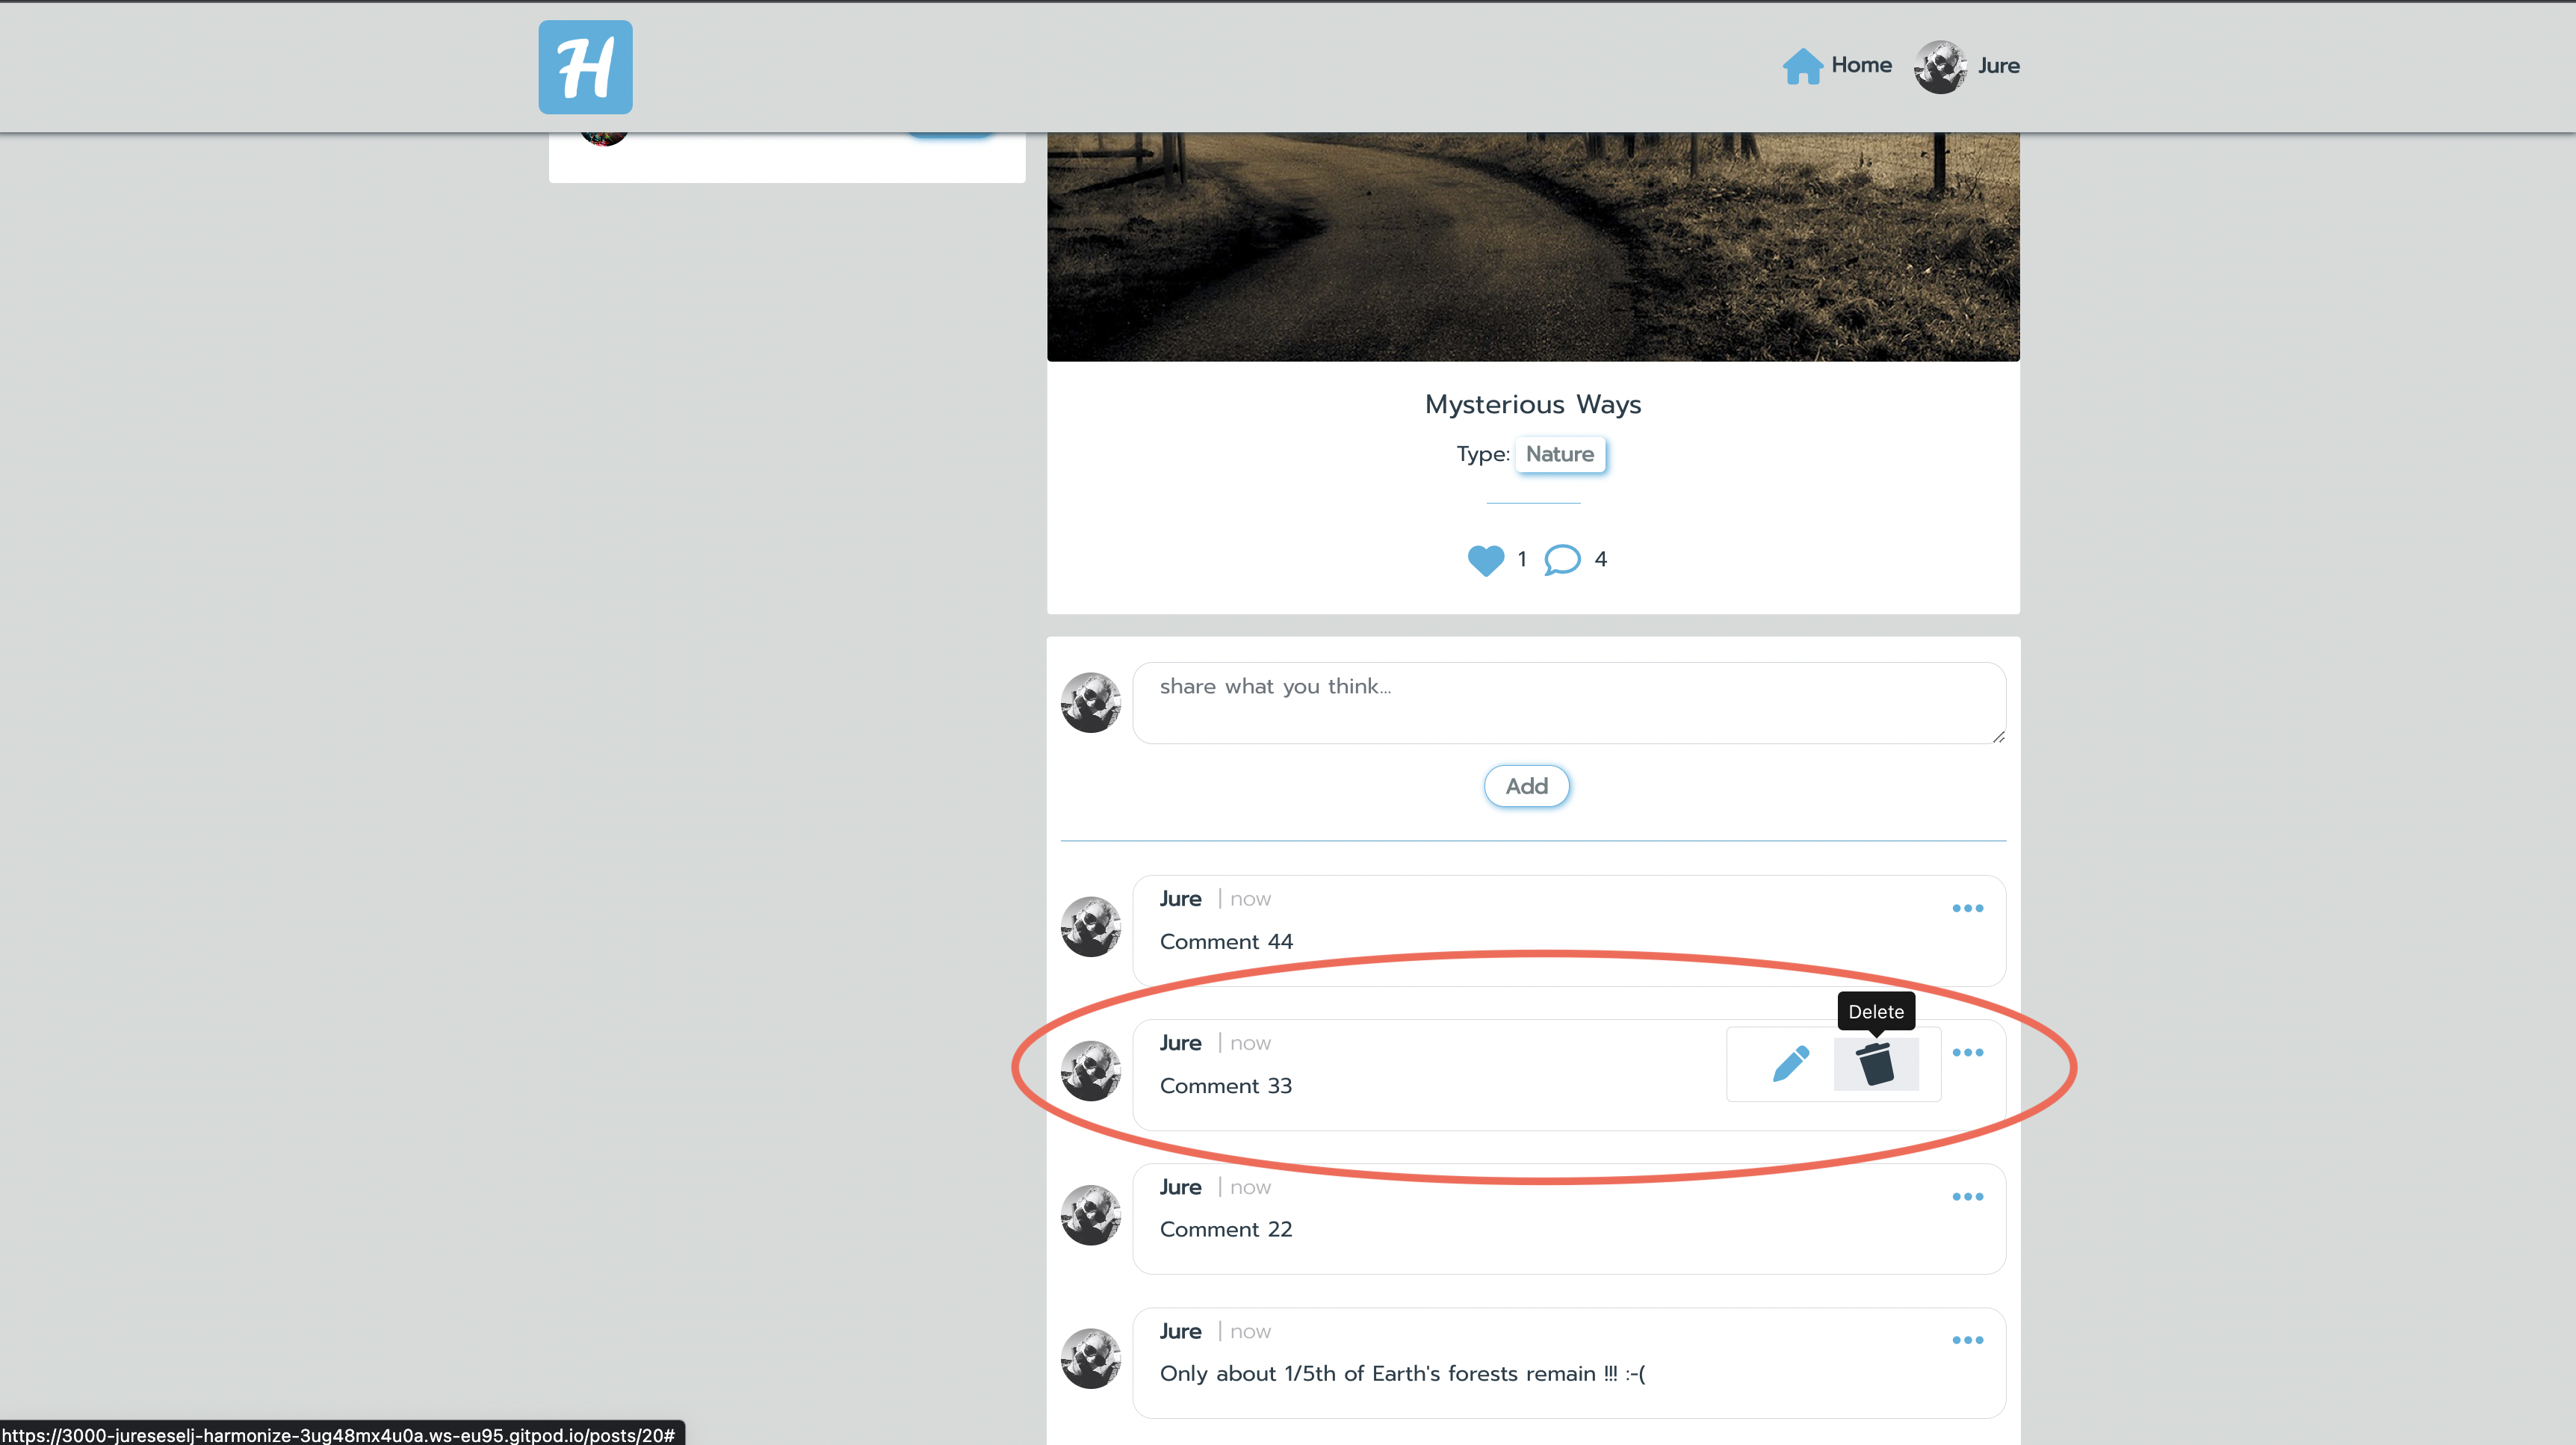 H
Home Jure
Mysterious Ways
Type: Nature
1 4
share what you think...
Add
Jure | now
Comment 44
Delete
Jure | now
Comment 33
Jure | now
Comment 22
Jure | now
Only about 1/5th of Earth's forests remain !!! :-(
https://3000-jureseselj-harmonize-3ug48mx4u0a.ws-eu95.gitpod.io/posts/20#